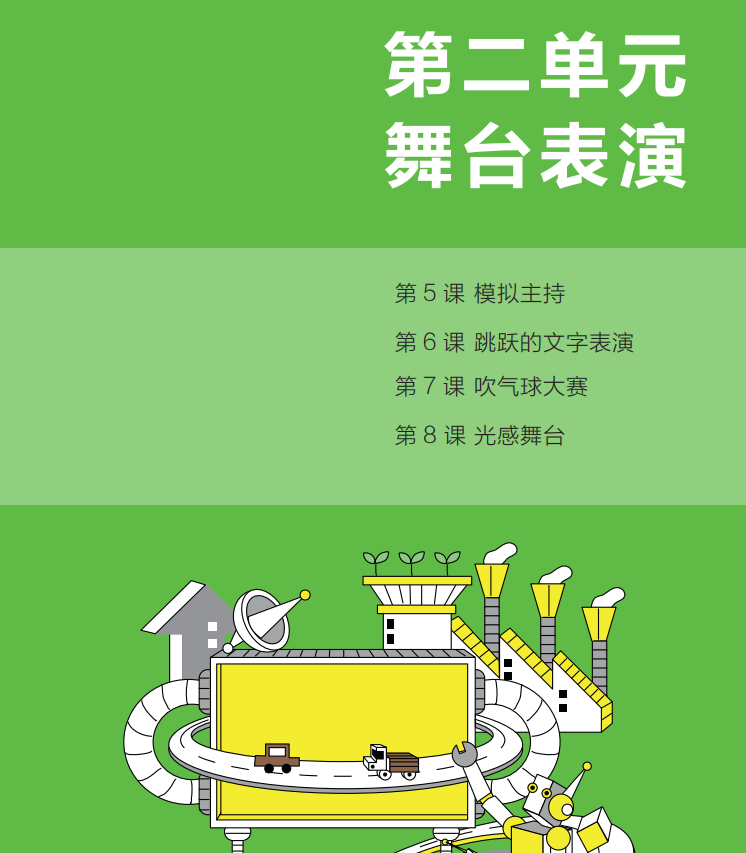 第二单元
舞台表演
第 5 课 模拟主持
第 6 课 跳跃的文字表演
第 7 课 吹气球大赛
第 8 课 光感舞台